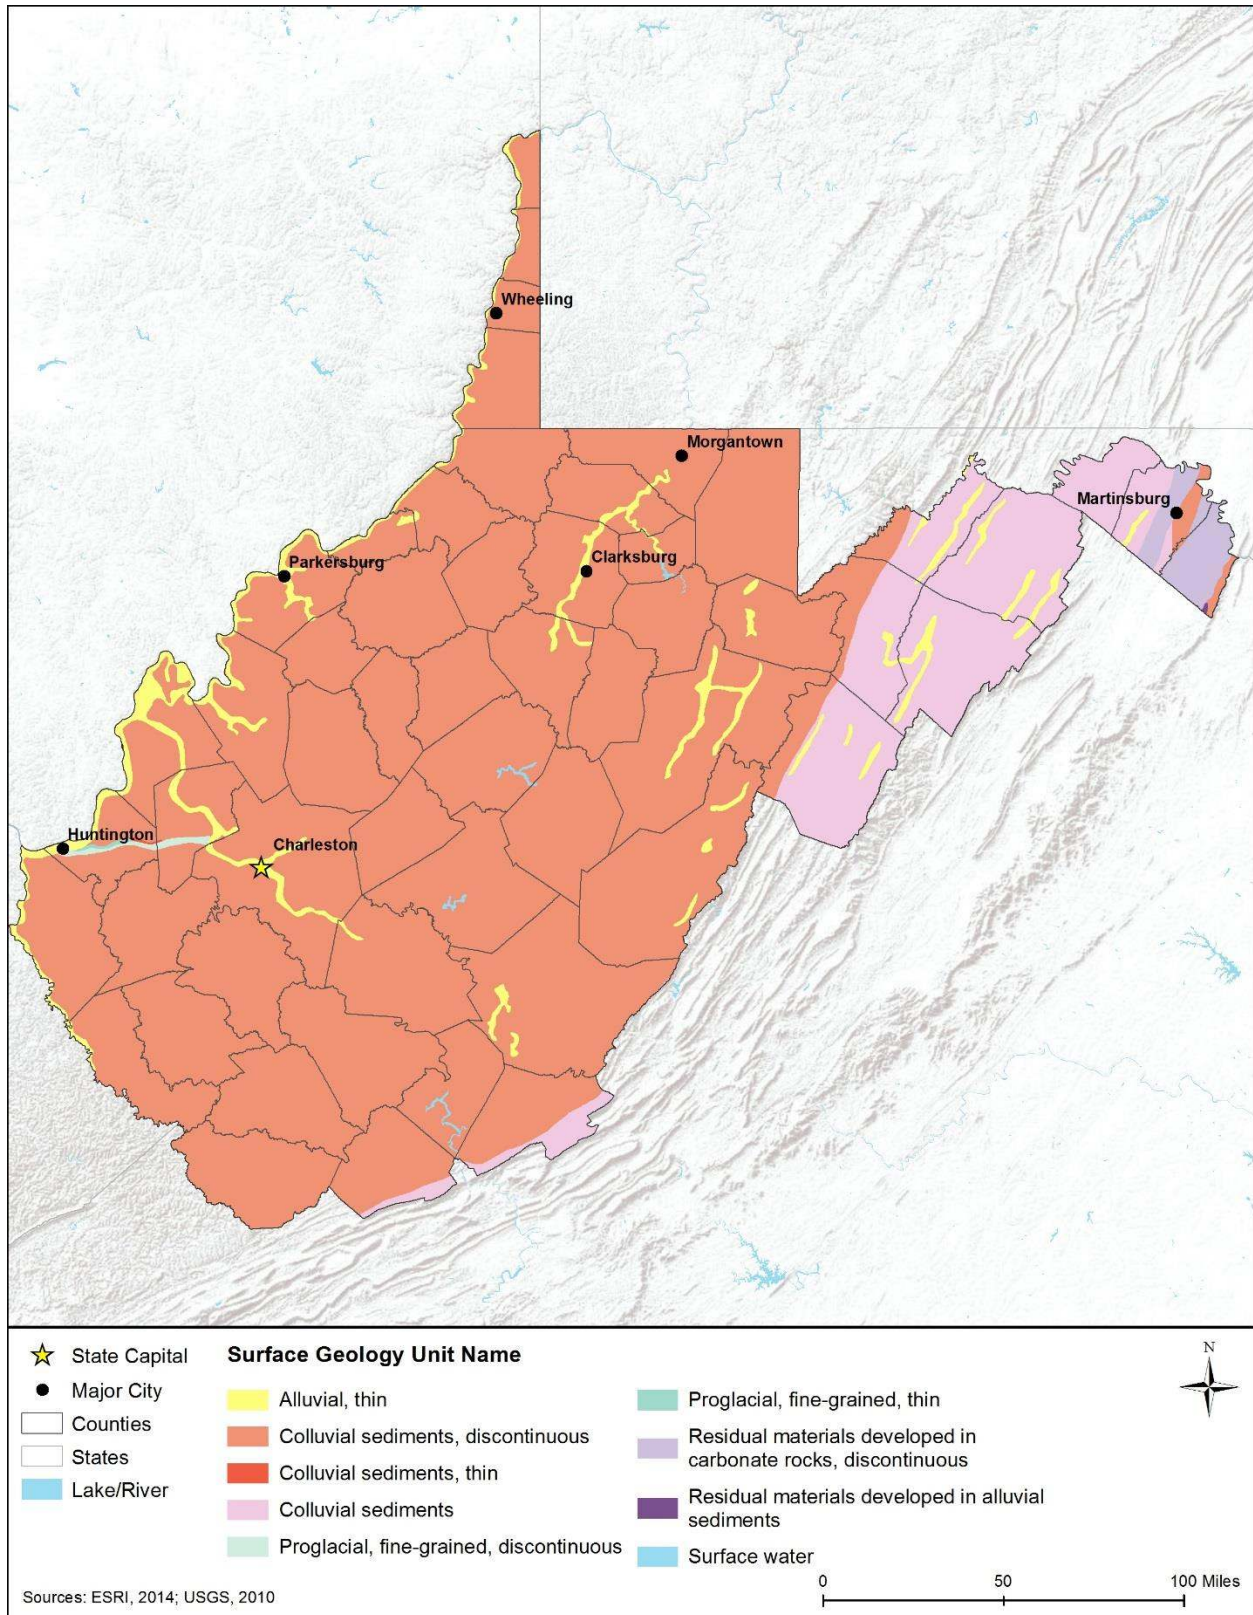 Wheeling
Morgantown
Martinsburg
Clarksburg
Parkersburg
Huntington
Charleston
State Capital
Major City
Counties
States
Lake/River
Surface Geology Unit Name
Alluvial, thin
Colluvial sediments, discontinuous
Colluvial sediments, thin
Colluvial sediments
Proglacial, fine-grained, discontinuous
Proglacial, fine-grained, thin
Residual materials developed in
carbonate rocks, discontinuous
Residual materials developed in alluvial
sediments
Surface water
N
0 50 100 Miles
Sources: ESRI, 2014; USGS, 2010